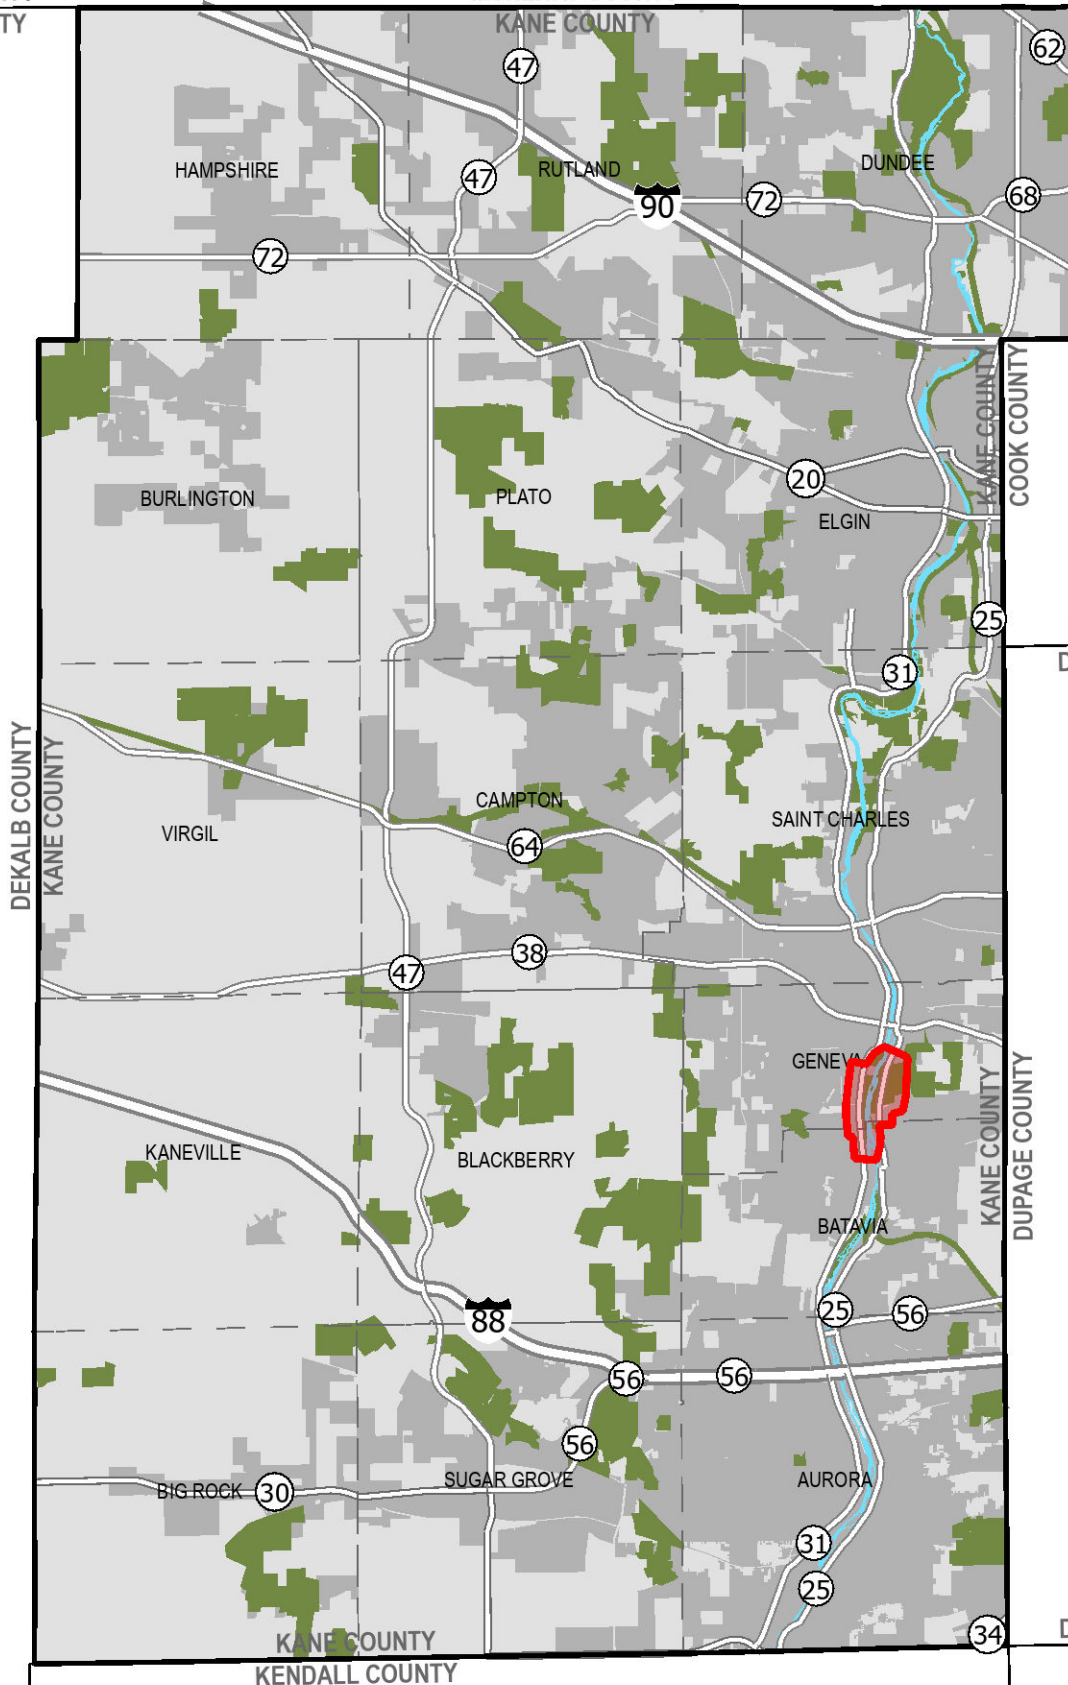 TY
KANE COUNTY
47
62
HAMPSHIRE
47
RUTLAND
DUNDEE
90
72
68
72
KANE COUNTY
COOK COUNTY
20
BURLINGTON
PLATO
ELGIN
25
D
31
DEKALB COUNTY
KANE COUNTY
CAMPTON
SAINT CHARLES
VIRGIL
64
38
47
GENEVA
KANE COUNTY
DUPAGE COUNTY
KANEVILLE
BLACKBERRY
BATAVIA
25
56
88
56
56
56
SUGAR GROVE
AURORA
BIG ROCK
30
31
25
KANE COUNTY
34
D
KENDALL COUNTY